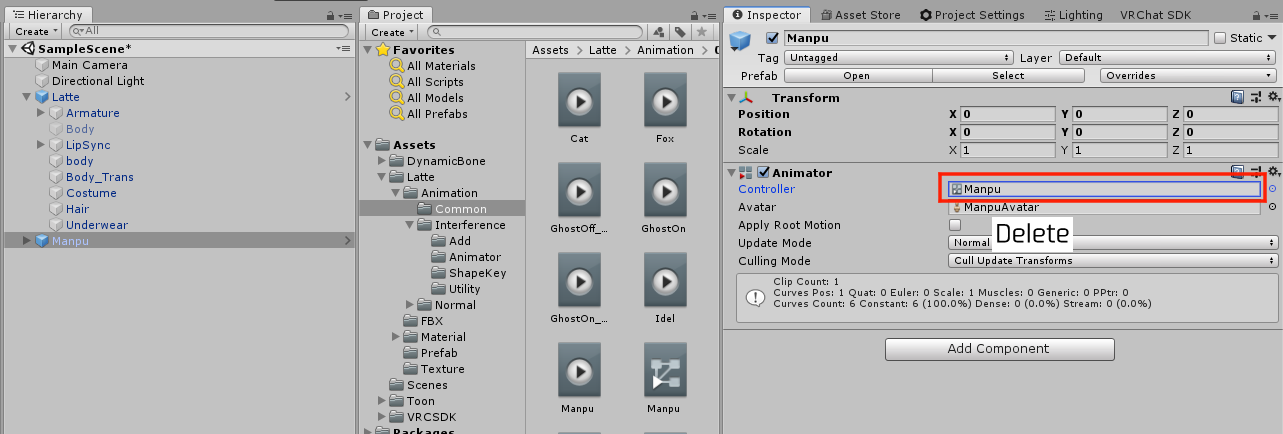 Hierarchy
Create
All
SampleScene*
Main Camera
Directional Light
Latte
Armature
Body
LipSync
body
Body_Trans
Costume
Hair
Underwear
Manpu
Project
Create
Favorites
All Materials
All Scripts
All Models
All Prefabs
Assets
DynamicBone
Latte
Animation
Common
Interference
Add
Animator
ShapeKey
Utility
Normal
FBX
Material
Prefab
Texture
Scenes
Toon
VRCSDK
Packages
Assets Latte Animation
Cat Fox
GhostOff_... GhostOn
GhostOn_... Idel
Manpu Manpu
Inspector Asset Store Project Settings Lighting VRChat SDK
Manpu Static
Tag Untagged Layer Default
Prefab Open Select Overrides
Transform
Position X 0 Y 0 Z 0
Rotation X 0 Y 0 Z 0
Scale X 1 Y 1 Z 1
Animator
Controller Manpu
Avatar ManpuAvatar
Apply Root Motion
Delete
Update Mode Normal
Culling Mode Cull Update Transforms
Clip Count: 1
Curves Pos: 1 Quat: 0 Euler: 0 Scale: 1 Muscles: 0 Generic: 0 PPtr: 0
Curves Count: 6 Constant: 6 (100.0%) Dense: 0 (0.0%) Stream: 0 (0.0%)
Add Component